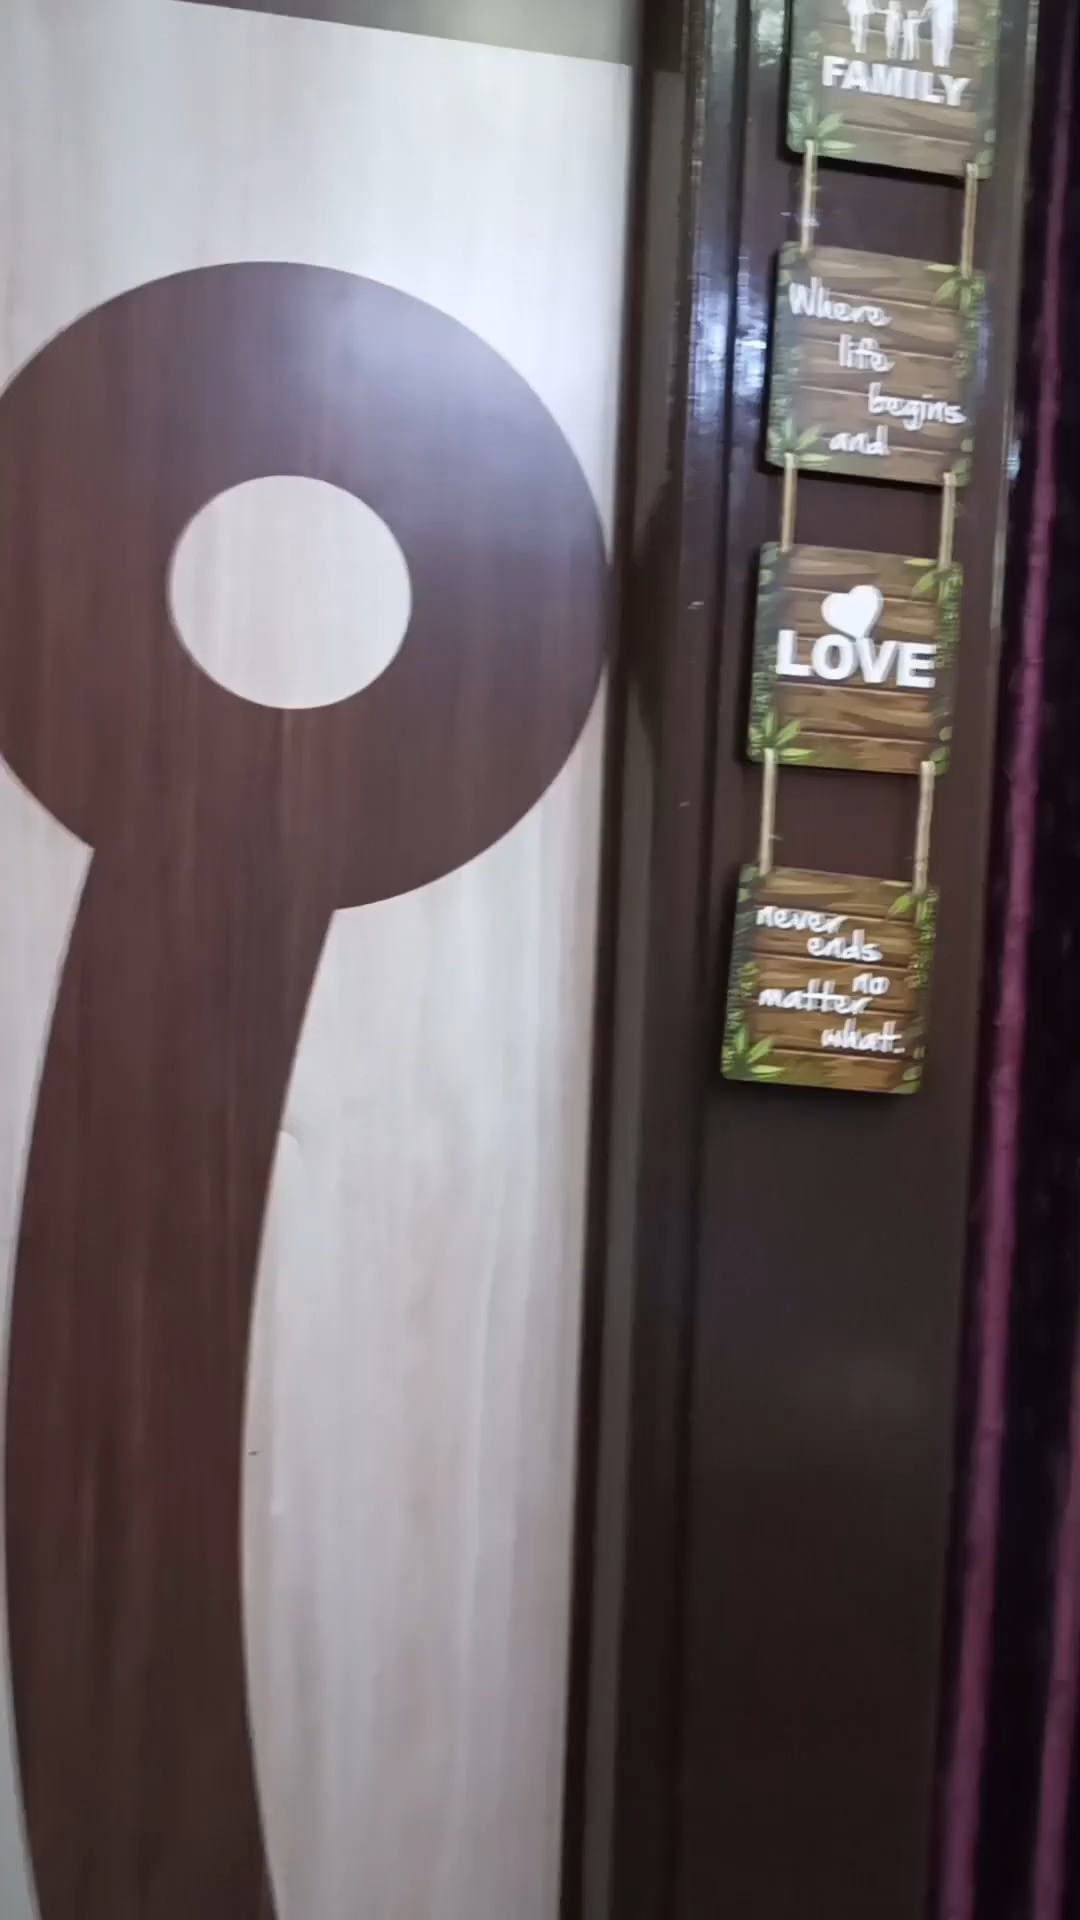 FAMILY
Where
life
begins
and
LOVE
never
ends
no
matter
what.